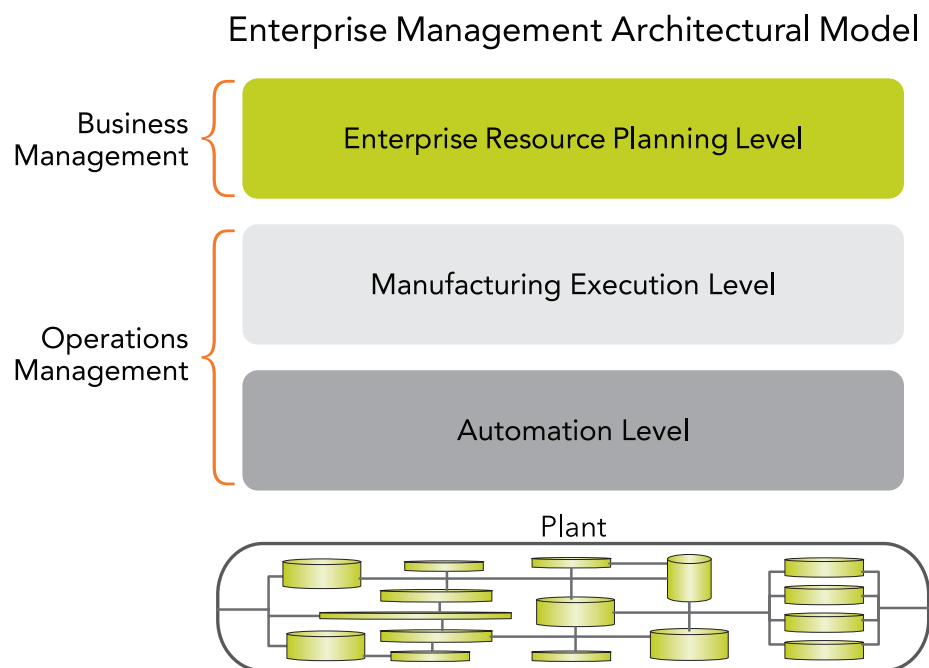 Enterprise Management Architectural Model
Business
Management
Enterprise Resource Planning Level
Manufacturing Execution Level
Operations
Management
Automation Level
Plant